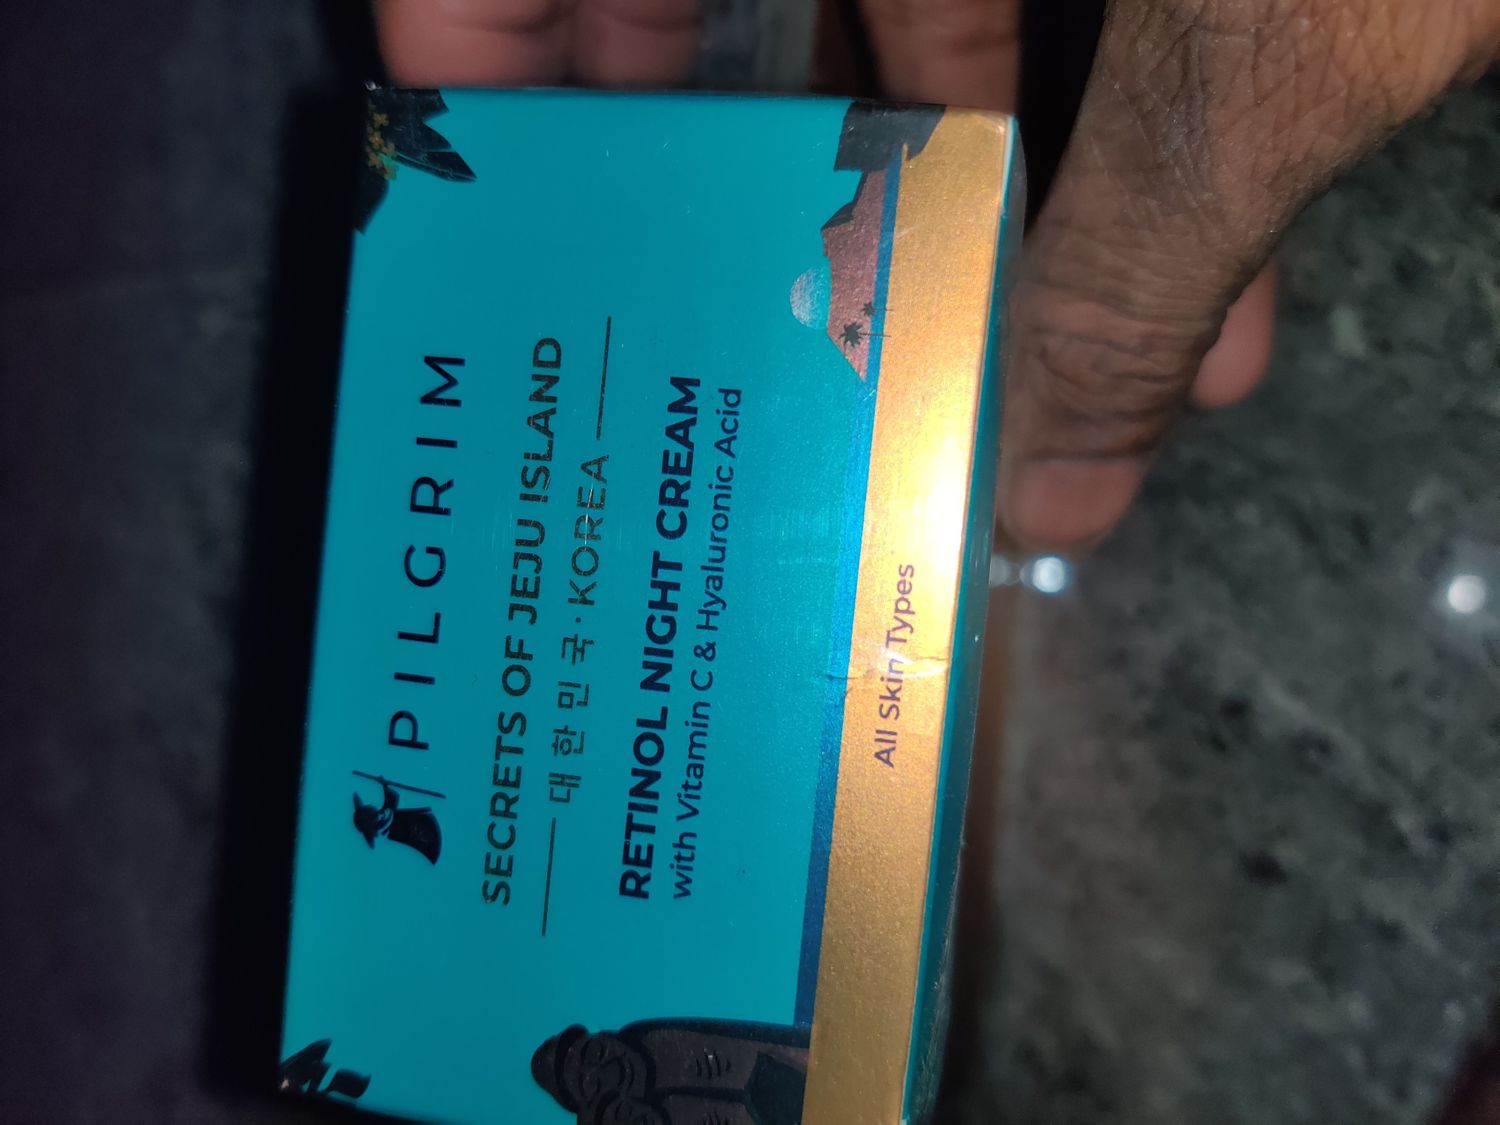 PILGRIM
SECRETS OF JEJU ISLAND
대한민국·KOREA
RETINOL NIGHT CREAM
with Vitamin C & Hyaluronic Acid
All Skin Types